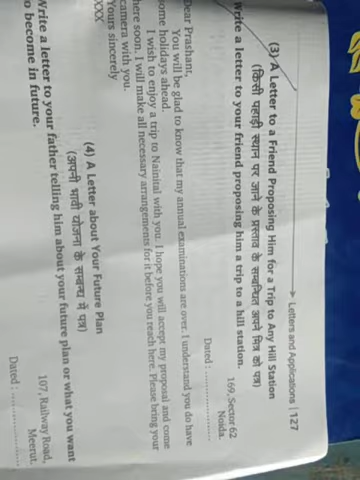 Letters and Applications | 127
(3) A Letter to a Friend Proposing Him for a Trip to Any Hill Station
(किसी पहाड़ी स्थान पर जाने के प्रस्ताव के सम्बन्धित अपने मित्र को पत्र)
Write a letter to your friend proposing him a trip to a hill station.
169, Sector 62
Noida.
Dated : ....................
Dear Prashant,
You will be glad to know that my annual examinations are over. I understand you do have
some holidays ahead.
I wish to enjoy a trip to Nainital with you. I hope you will accept my proposal and come
here soon. I will make all necessary arrangements for it before you reach here. Please bring your
camera with you.
Yours sincerely
XXX
(4) A Letter about Your Future Plan
(अपनी भावी योजना के सम्बन्ध में पत्र)
Write a letter to your father telling him about your future plan or what you want
to become in future.
107, Railway Road,
Meerut.
Dated : ....................